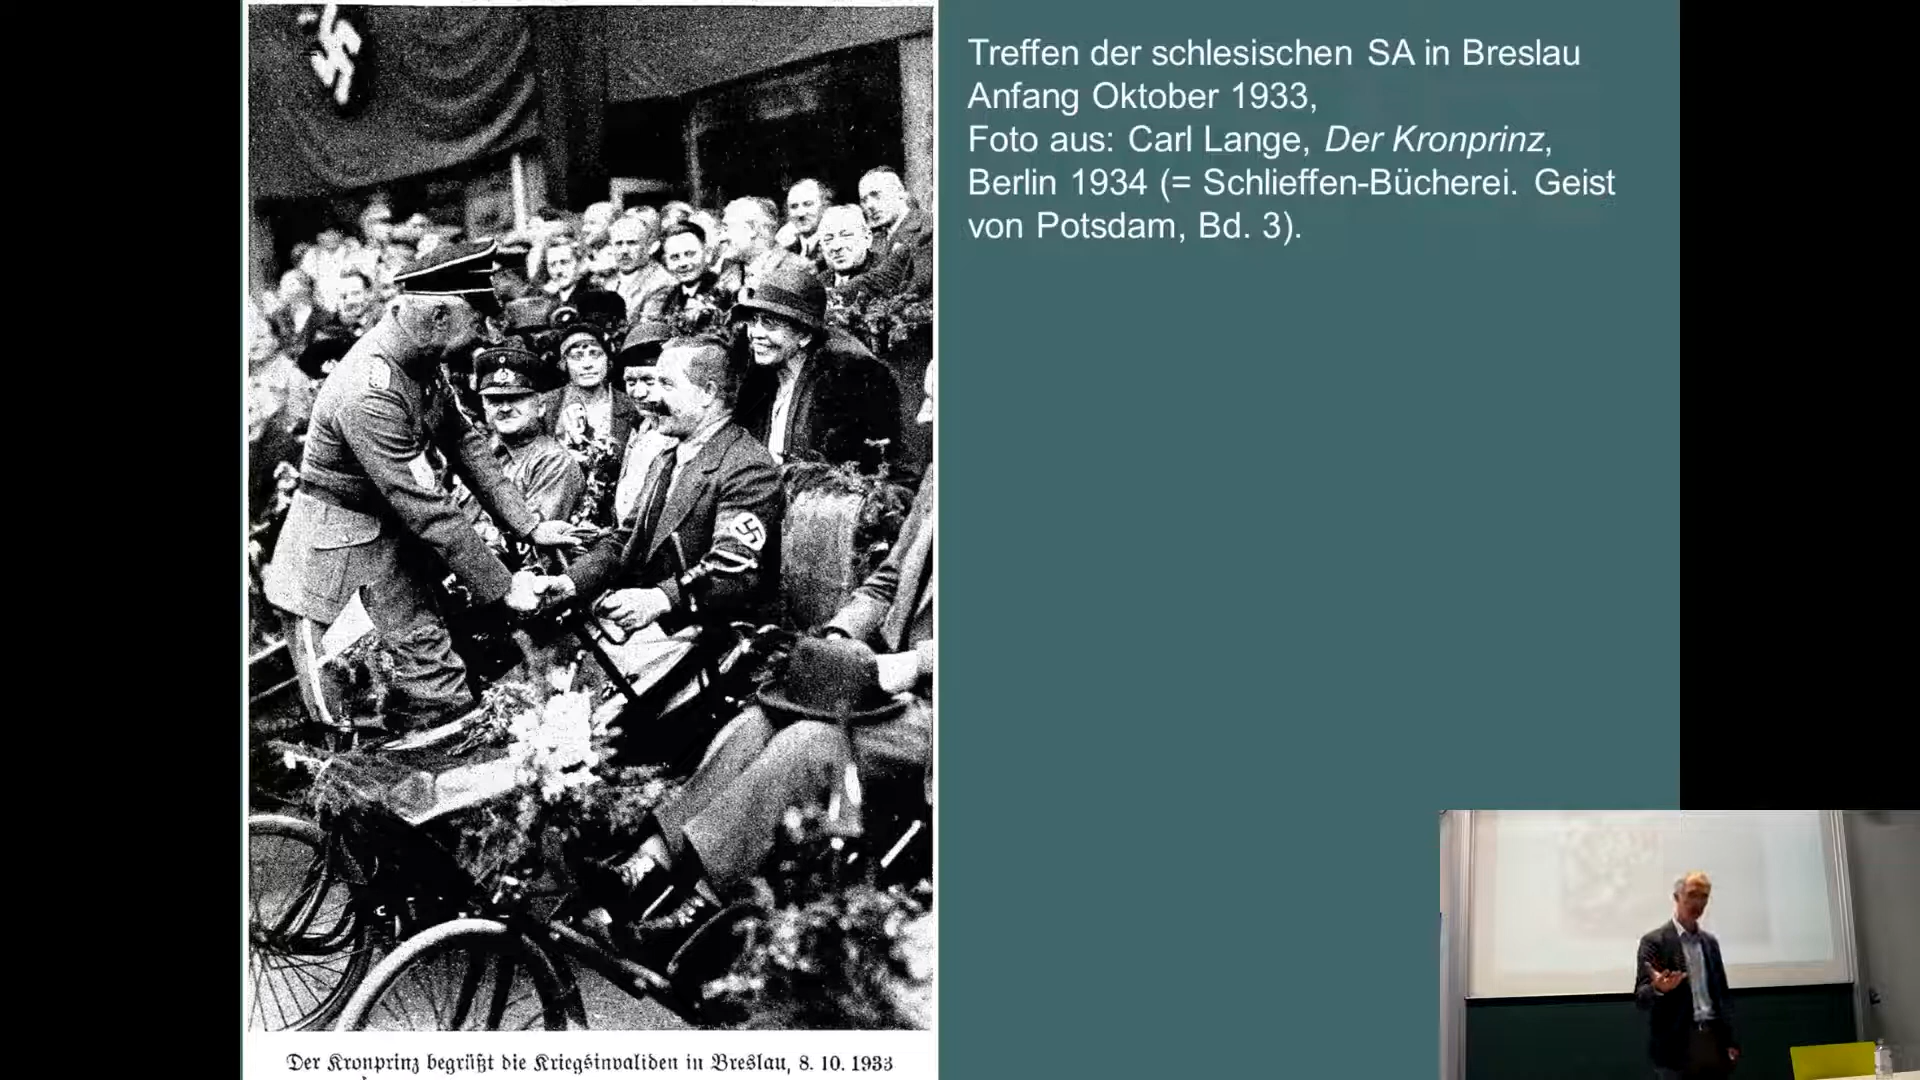 Treffen der schlesischen SA in Breslau
Anfang Oktober 1933,
Foto aus: Carl Lange, Der Kronprinz,
Berlin 1934 (= Schlieffen-Bücherei. Geist
von Potsdam, Bd. 3).
Der Kronprinz begrüßt die Kriegsinvaliden in Breslau, 8. 10. 1933